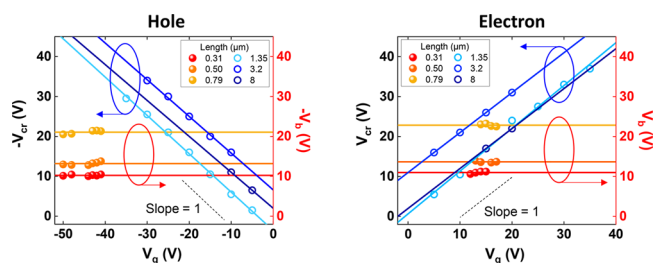 Hole
Electron
Length (μm)
0.31 1.35
0.50 3.2
0.79 8
Length (μm)
0.31 1.35
0.50 3.2
0.79 8
-Vcr (V)
40
30
20
10
0
40
30
20
10
0
-Vb (V)
Slope = 1
-50 -40 -30 -20 -10 0
Vg (V)
Vcr (V)
40
30
20
10
0
40
30
20
10
0
Vb (V)
Slope = 1
0 10 20 30 40
Vg (V)